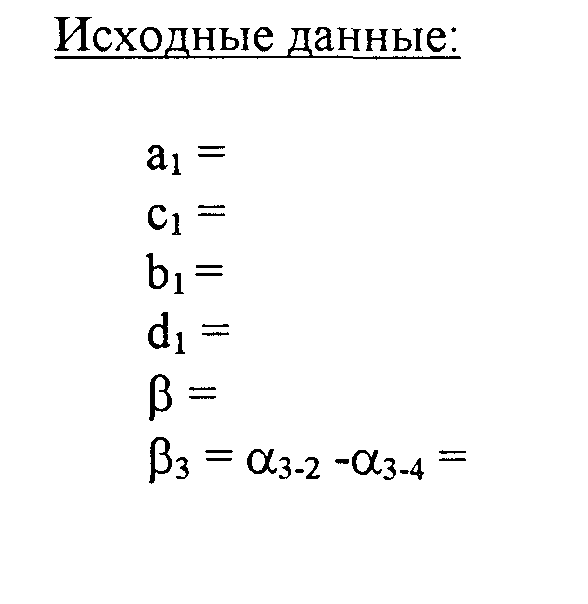 Исходные данные:
a₁ =
c₁ =
b₁ =
d₁ =
β =
β₃ = α₃₋₂ -α₃₋₄ =